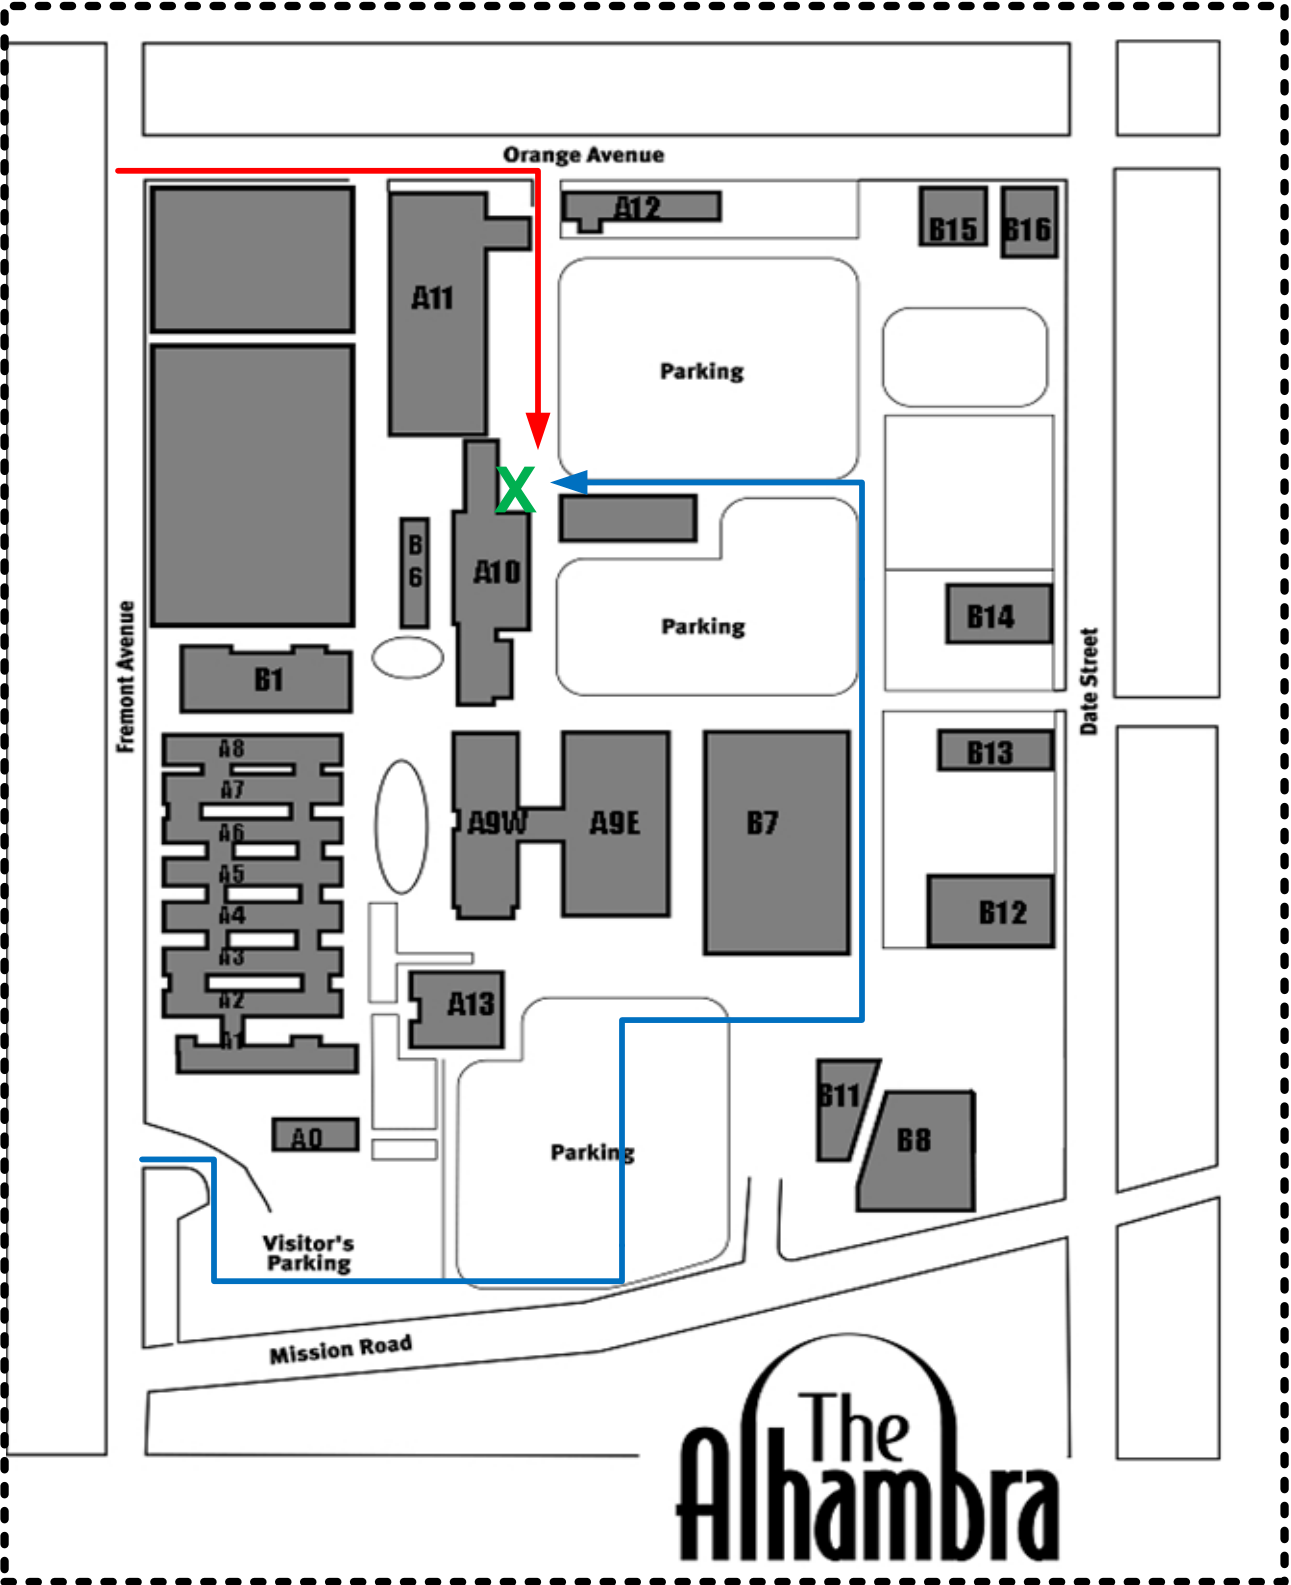 Orange Avenue
A12
B15
B16
A11
Parking
X
B
6
A10
Parking
B14
Fremont Avenue
Date Street
B1
A8
A7
A6
A5
A4
A3
A2
A1
A9W
A9E
B7
B13
B12
A13
B11
B8
A0
Parking
Visitor's
Parking
Mission Road
The
Alhambra